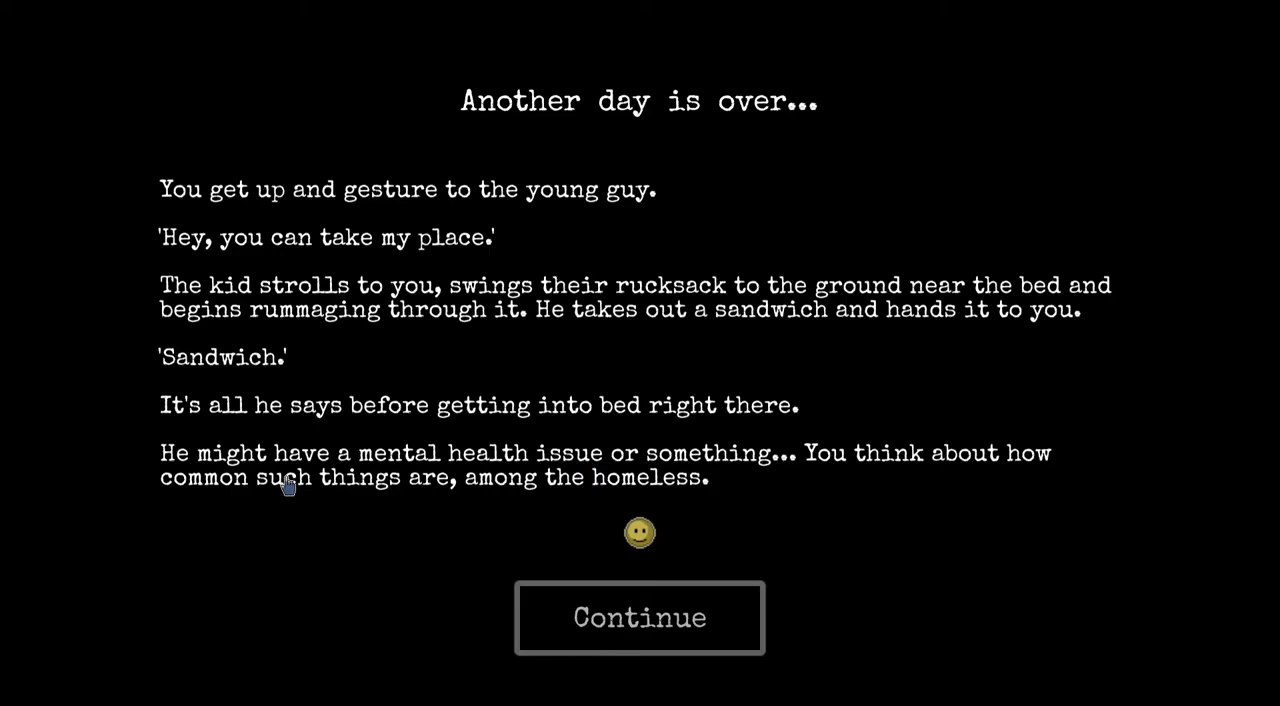 Another day is over...
You get up and gesture to the young guy.
'Hey, you can take my place.'
The kid strolls to you, swings their rucksack to the ground near the bed and
begins rummaging through it. He takes out a sandwich and hands it to you.
'Sandwich.'
It's all he says before getting into bed right there.
He might have a mental health issue or something... You think about how
common such things are, among the homeless.
Continue